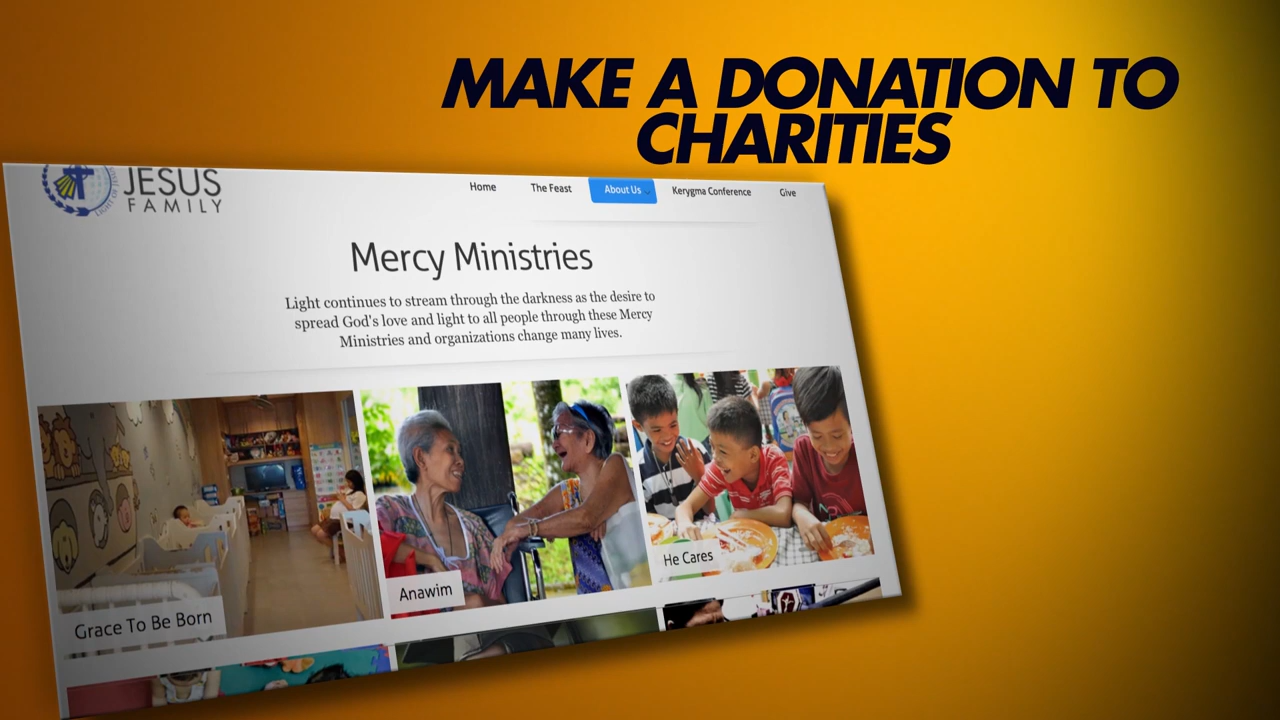 MAKE A DONATION TO
CHARITIES
JESUS
FAMILY
Home The Feast About Us Kerygma Conference Give
Mercy Ministries
Light continues to stream through the darkness as the desire to
spread God's love and light to all people through these Mercy
Ministries and organizations change many lives.
Grace To Be Born
Anawim
He Cares